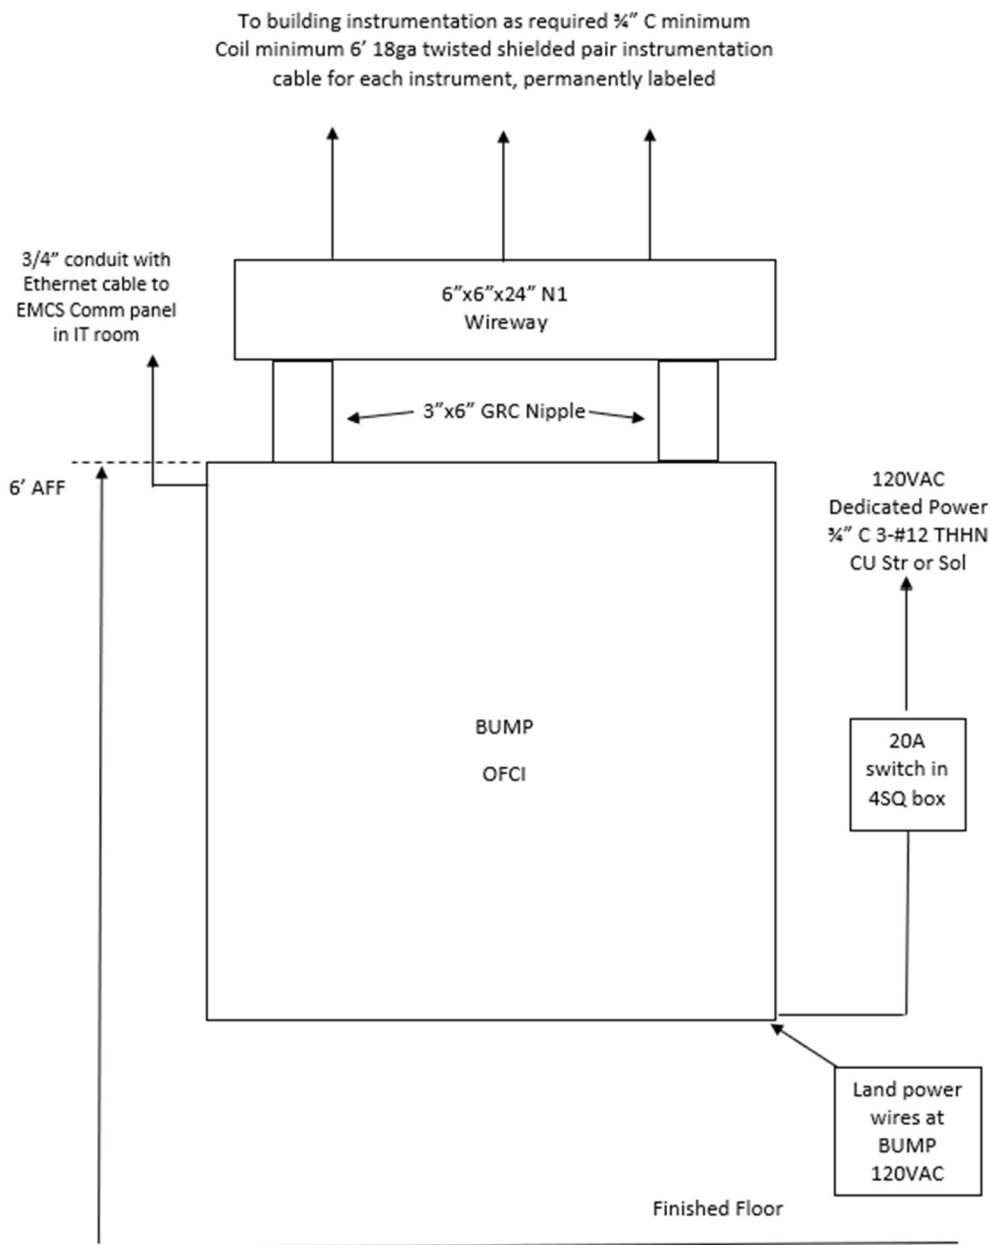 To building instrumentation as required ¾” C minimum
Coil minimum 6’ 18ga twisted shielded pair instrumentation
cable for each instrument, permanently labeled
3/4” conduit with
Ethernet cable to
EMCS Comm panel
in IT room
6”x6”x24” N1
Wireway
3”x6” GRC Nipple
6’ AFF
120VAC
Dedicated Power
¾” C 3-#12 THHN
CU Str or Sol
BUMP
OFCI
20A
switch in
4SQ box
Land power
wires at
BUMP
120VAC
Finished Floor